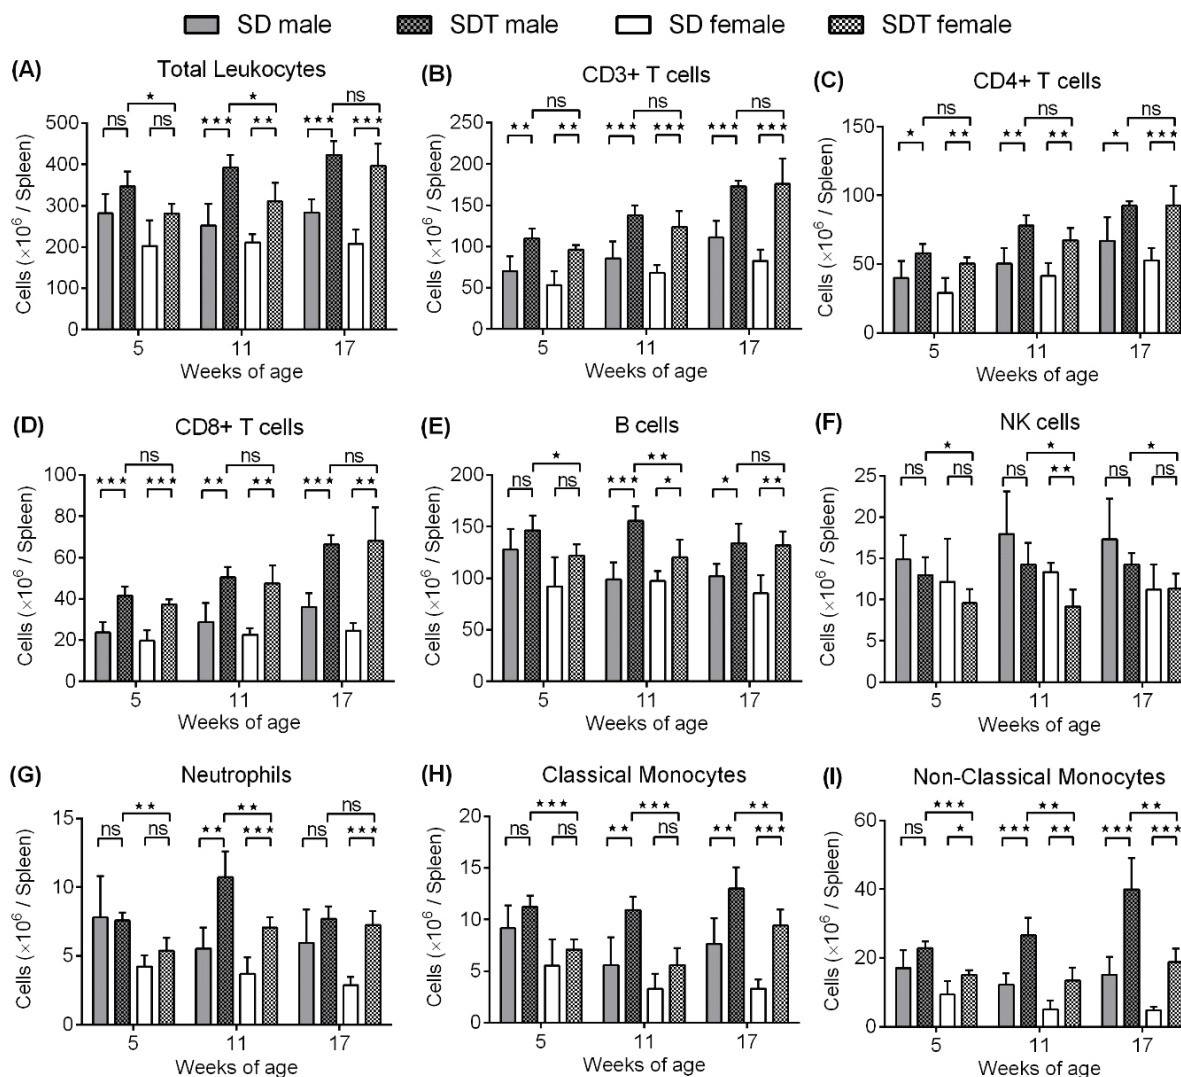 SD male SDT male SD female SDT female
(A) Total Leukocytes
★ ★ ns
ns ns ★★★ ★★ ★★★ ★★★
Cells (×10⁶ / Spleen)
500
400
300
200
100
0
5 11 17
Weeks of age
(B) CD3+ T cells
ns ns ns
★★ ★★ ★★★ ★★★ ★★★ ★★★
Cells (×10⁶ / Spleen)
250
200
150
100
50
0
5 11 17
Weeks of age
(C) CD4+ T cells
ns ns ns
★ ★★ ★★ ★★ ★ ★★★
Cells (×10⁶ / Spleen)
150
100
50
0
5 11 17
Weeks of age
(D) CD8+ T cells
ns ns ns
★★★ ★★★ ★★ ★★ ★★★ ★★
Cells (×10⁶ / Spleen)
100
80
60
40
20
0
5 11 17
Weeks of age
(E) B cells
★ ★★ ns
ns ns ★★★ ★ ★ ★★
Cells (×10⁶ / Spleen)
200
150
100
50
0
5 11 17
Weeks of age
(F) NK cells
★ ★ ★
ns ns ns ★★ ns ns
Cells (×10⁶ / Spleen)
25
20
15
10
5
0
5 11 17
Weeks of age
(G) Neutrophils
★★ ★★ ns
ns ns ★★ ★★★ ns ★★★
Cells (×10⁶ / Spleen)
15
10
5
0
5 11 17
Weeks of age
(H) Classical Monocytes
★★★ ★★★ ★★
ns ns ★★ ns ★★ ★★★
Cells (×10⁶ / Spleen)
20
15
10
5
0
5 11 17
Weeks of age
(I) Non-Classical Monocytes
★★★ ★★ ★★
ns ★ ★★★ ★★ ★★★ ★★★
Cells (×10⁶ / Spleen)
60
40
20
0
5 11 17
Weeks of age